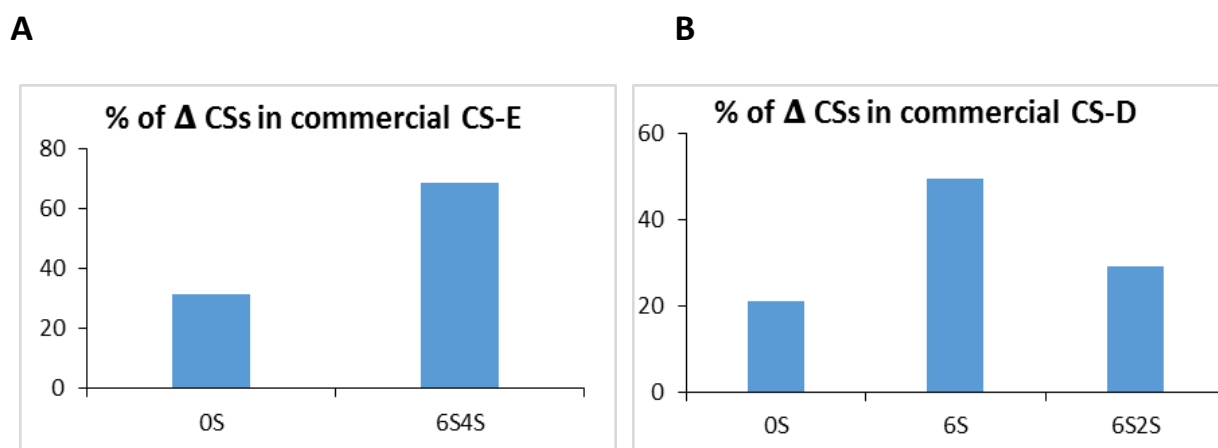 A
B
% of Δ CSs in commercial CS-E
80
60
40
20
0
0S
6S4S
% of Δ CSs in commercial CS-D
60
40
20
0
0S
6S
6S2S